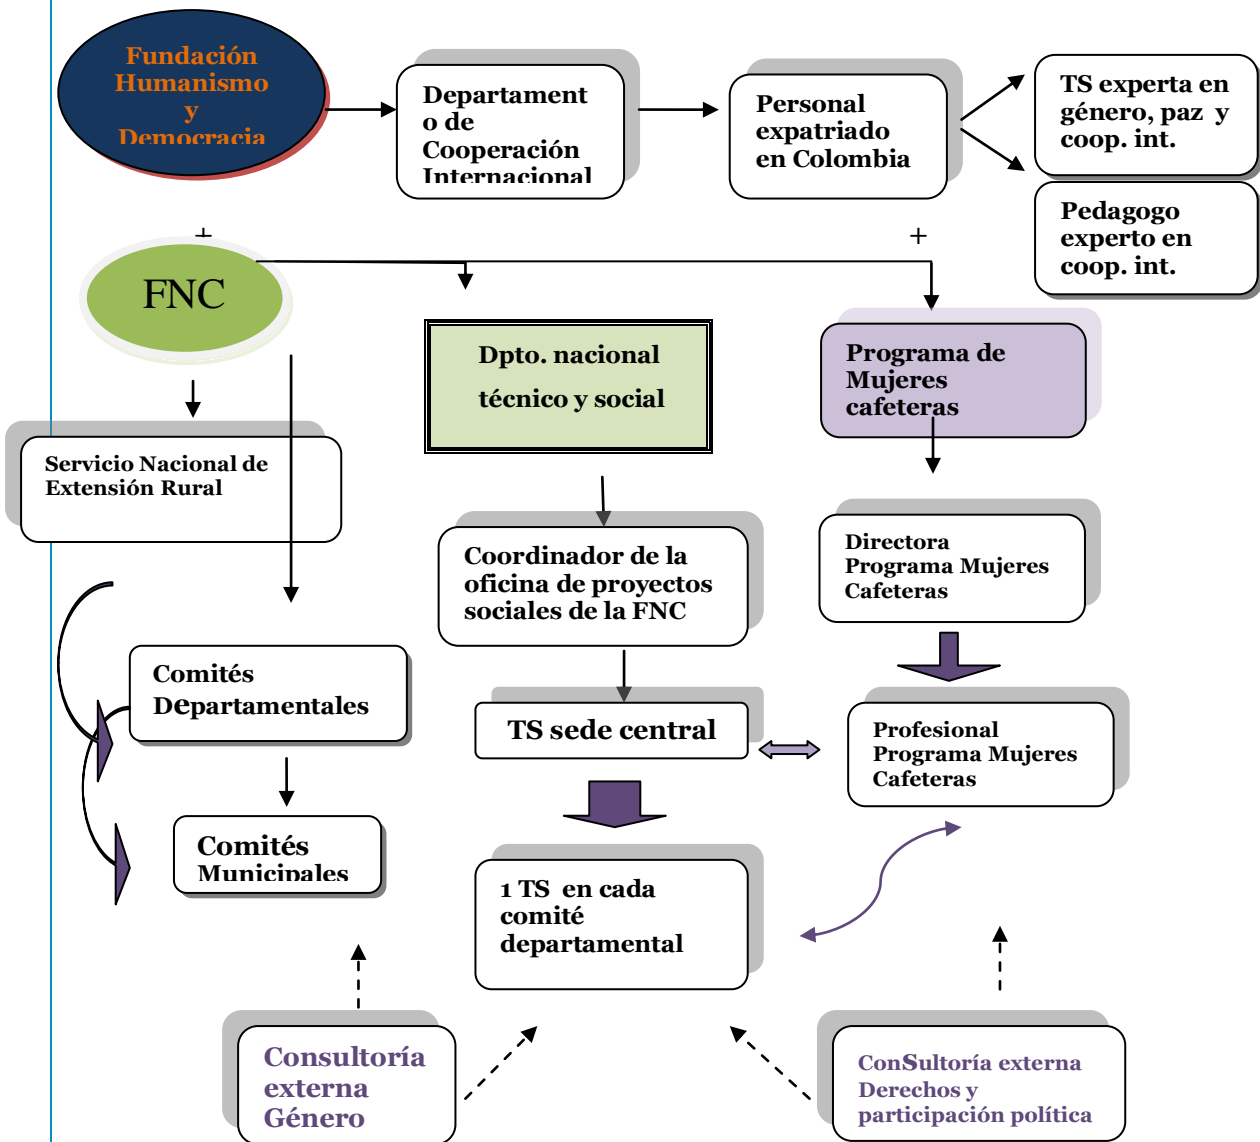 Fundación
Humanismo
y
Democracia
Departament
o de
Cooperación
Internacional
Personal
expatriado
en Colombia
TS experta en
género, paz y
coop. int.
Pedagogo
experto en
coop. int.
+
+
FNC
Dpto. nacional
técnico y social
Programa de
Mujeres
cafeteras
Servicio Nacional de
Extensión Rural
Coordinador de la
oficina de proyectos
sociales de la FNC
Directora
Programa Mujeres
Cafeteras
Comités
Departamentales
TS sede central
Profesional
Programa Mujeres
Cafeteras
Comités
Municipales
1 TS en cada
comité
departamental
Consultoría
externa
Género
Consultoría externa
Derechos y
participación política